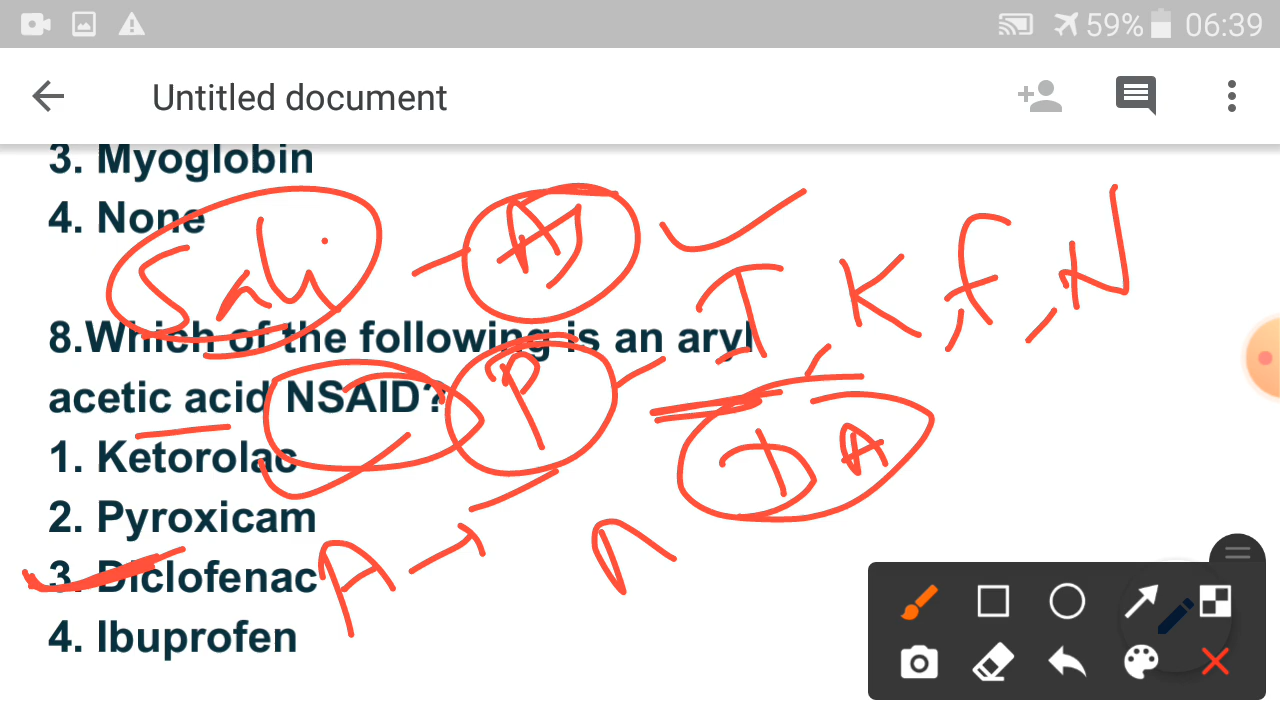 59% 06:39
Untitled document
3. Myoglobin
4. None
Sali - A
T K, F, N
8.Which of the following is an aryl
acetic acid NSAID?
P
1. Ketorolac
DA
2. Pyroxicam
3. Diclofenac
A
4. Ibuprofen